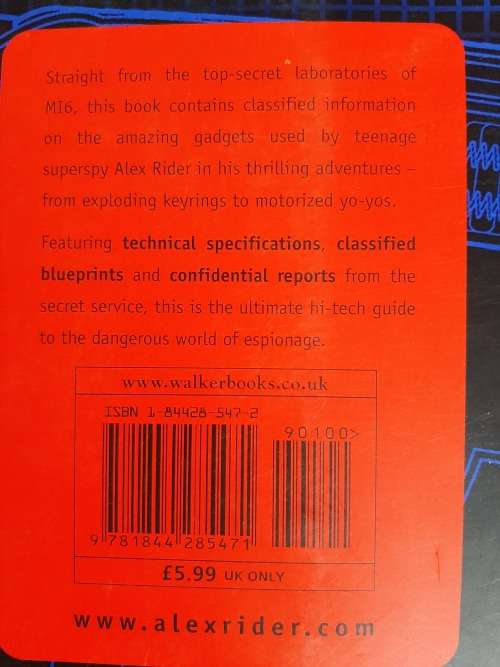 Straight from the top-secret laboratories of
MI6, this book contains classified information
on the amazing gadgets used by teenage
superspy Alex Rider in his thrilling adventures –
from exploding keyrings to motorized yo-yos.
Featuring technical specifications, classified
blueprints and confidential reports from the
secret service, this is the ultimate hi-tech guide
to the dangerous world of espionage.
www.walkerbooks.co.uk
ISBN 1-84428-547-2
90100>
9 781844 285471
£5.99 UK ONLY
www.alexrider.com